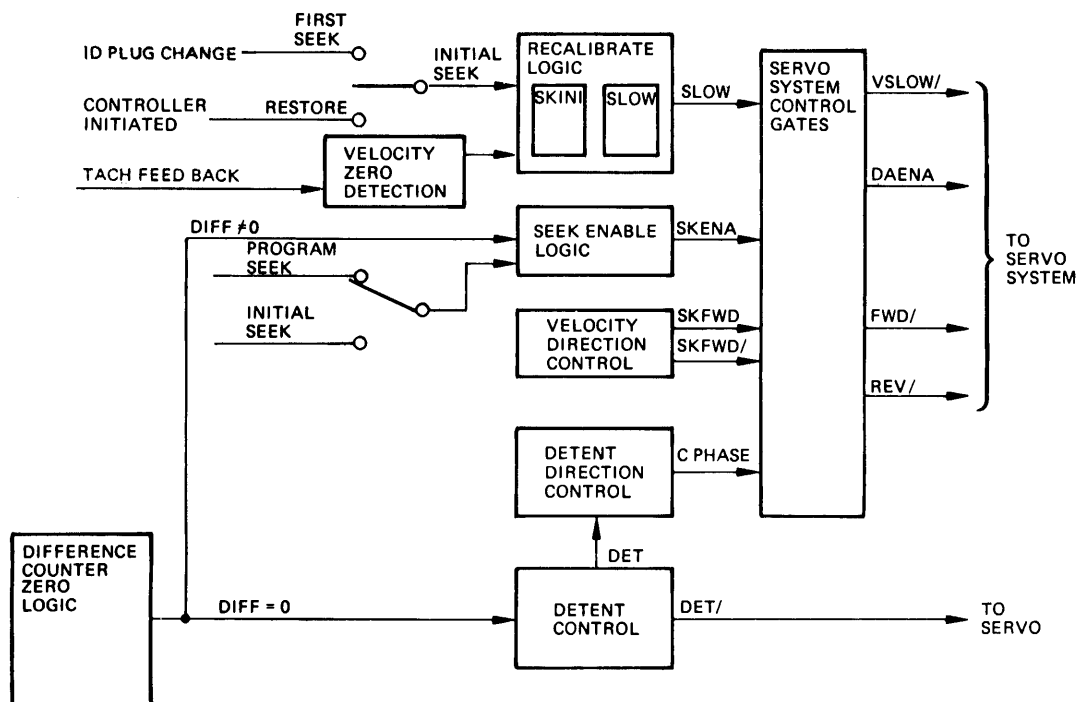 FIRST
SEEK
ID PLUG CHANGE
INITIAL
SEEK
CONTROLLER
INITIATED
RESTORE
TACH FEED BACK
VELOCITY
ZERO
DETECTION
RECALIBRATE
LOGIC
SKINI
SLOW
SLOW
SERVO
SYSTEM
CONTROL
GATES
VSLOW/
DAENA
FWD/
REV/
TO
SERVO
SYSTEM
DIFF ≠0
PROGRAM
SEEK
INITIAL
SEEK
SEEK ENABLE
LOGIC
SKENA
VELOCITY
DIRECTION
CONTROL
SKFWD
SKFWD/
DETENT
DIRECTION
CONTROL
C PHASE
DET
DIFFERENCE
COUNTER
ZERO
LOGIC
DIFF = 0
DETENT
CONTROL
DET/
TO
SERVO